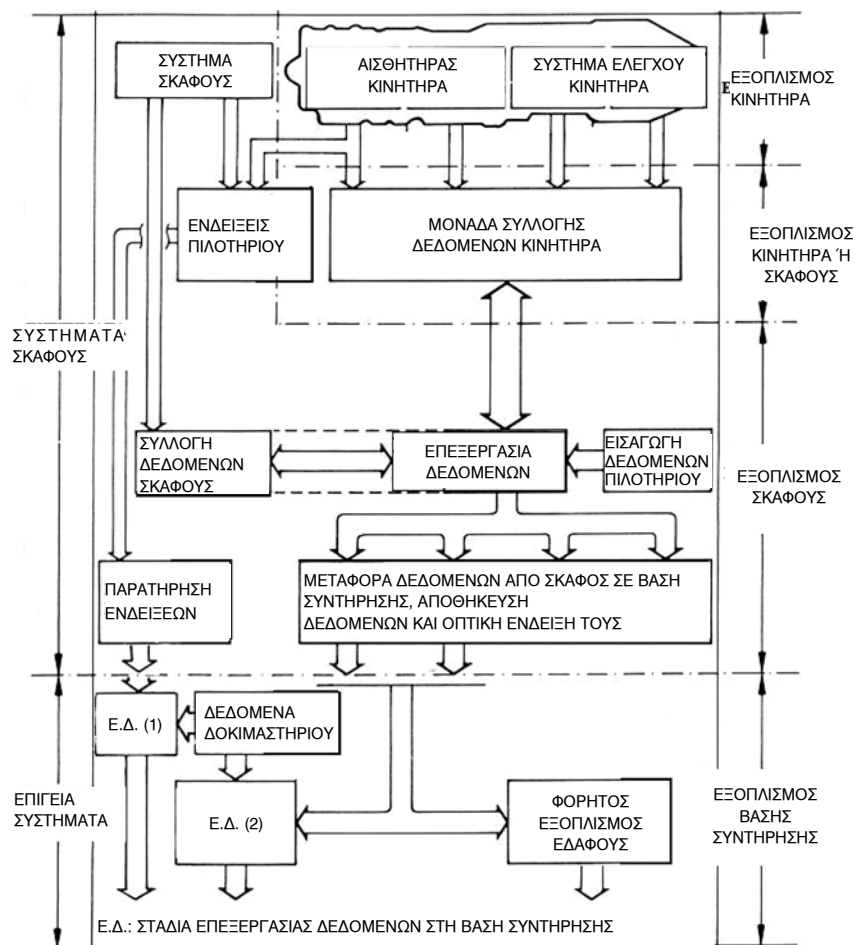 ΣΥΣΤΗΜΑ
ΣΚΑΦΟΥΣ
ΑΙΣΘΗΤΗΡΑΣ
ΚΙΝΗΤΗΡΑ
ΣΥΣΤΗΜΑ ΕΛΕΓΧΟΥ
ΚΙΝΗΤΗΡΑ
ΕΞΟΠΛΙΣΜΟΣ
ΚΙΝΗΤΗΡΑ
ΕΝΔΕΙΞΕΙΣ
ΠΙΛΟΤΗΡΙΟΥ
ΜΟΝΑΔΑ ΣΥΛΛΟΓΗΣ
ΔΕΔΟΜΕΝΩΝ ΚΙΝΗΤΗΡΑ
ΕΞΟΠΛΙΣΜΟΣ
ΚΙΝΗΤΗΡΑ Ή
ΣΚΑΦΟΥΣ
ΣΥΣΤΗΜΑΤΑ
ΣΚΑΦΟΥΣ
ΣΥΛΛΟΓΗ
ΔΕΔΟΜΕΝΩΝ
ΣΚΑΦΟΥΣ
ΕΠΕΞΕΡΓΑΣΙΑ
ΔΕΔΟΜΕΝΩΝ
ΕΙΣΑΓΩΓΗ
ΔΕΔΟΜΕΝΩΝ
ΠΙΛΟΤΗΡΙΟΥ
ΕΞΟΠΛΙΣΜΟΣ
ΣΚΑΦΟΥΣ
ΠΑΡΑΤΗΡΗΣΗ
ΕΝΔΕΙΞΕΩΝ
ΜΕΤΑΦΟΡΑ ΔΕΔΟΜΕΝΩΝ ΑΠΟ ΣΚΑΦΟΣ ΣΕ ΒΑΣΗ
ΣΥΝΤΗΡΗΣΗΣ, ΑΠΟΘΗΚΕΥΣΗ
ΔΕΔΟΜΕΝΩΝ ΚΑΙ ΟΠΤΙΚΗ ΕΝΔΕΙΞΗ ΤΟΥΣ
Ε.Δ. (1)
ΔΕΔΟΜΕΝΑ
ΔΟΚΙΜΑΣΤΗΡΙΟΥ
ΕΠΙΓΕΙΑ
ΣΥΣΤΗΜΑΤΑ
Ε.Δ. (2)
ΦΟΡΗΤΟΣ
ΕΞΟΠΛΙΣΜΟΣ
ΕΔΑΦΟΥΣ
ΕΞΟΠΛΙΣΜΟΣ
ΒΑΣΗΣ
ΣΥΝΤΗΡΗΣΗΣ
Ε.Δ.: ΣΤΑΔΙΑ ΕΠΕΞΕΡΓΑΣΙΑΣ ΔΕΔΟΜΕΝΩΝ ΣΤΗ ΒΑΣΗ ΣΥΝΤΗΡΗΣΗΣ